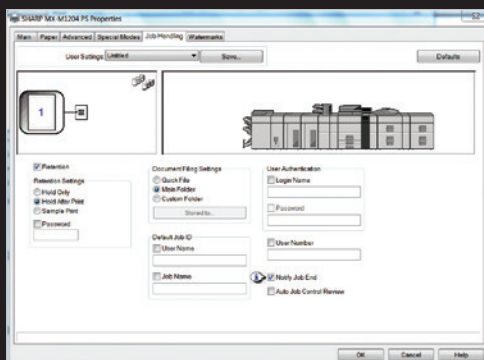 SHARP MX-M1204 PS Properties
Main Paper Advanced Special Modes Job Handling Watermarks
User Settings: Untitled Save... Defaults
1
Retention
Retention Settings
Hold Only
Hold After Print
Sample Print
Password
Document Filing Settings
Quick File
Main Folder
Custom Folder
Stored to...
Default Job ID
User Name
Job Name
User Authentication
Login Name
Password
User Number
Notify Job End
Auto Job Control Review
OK Cancel Help